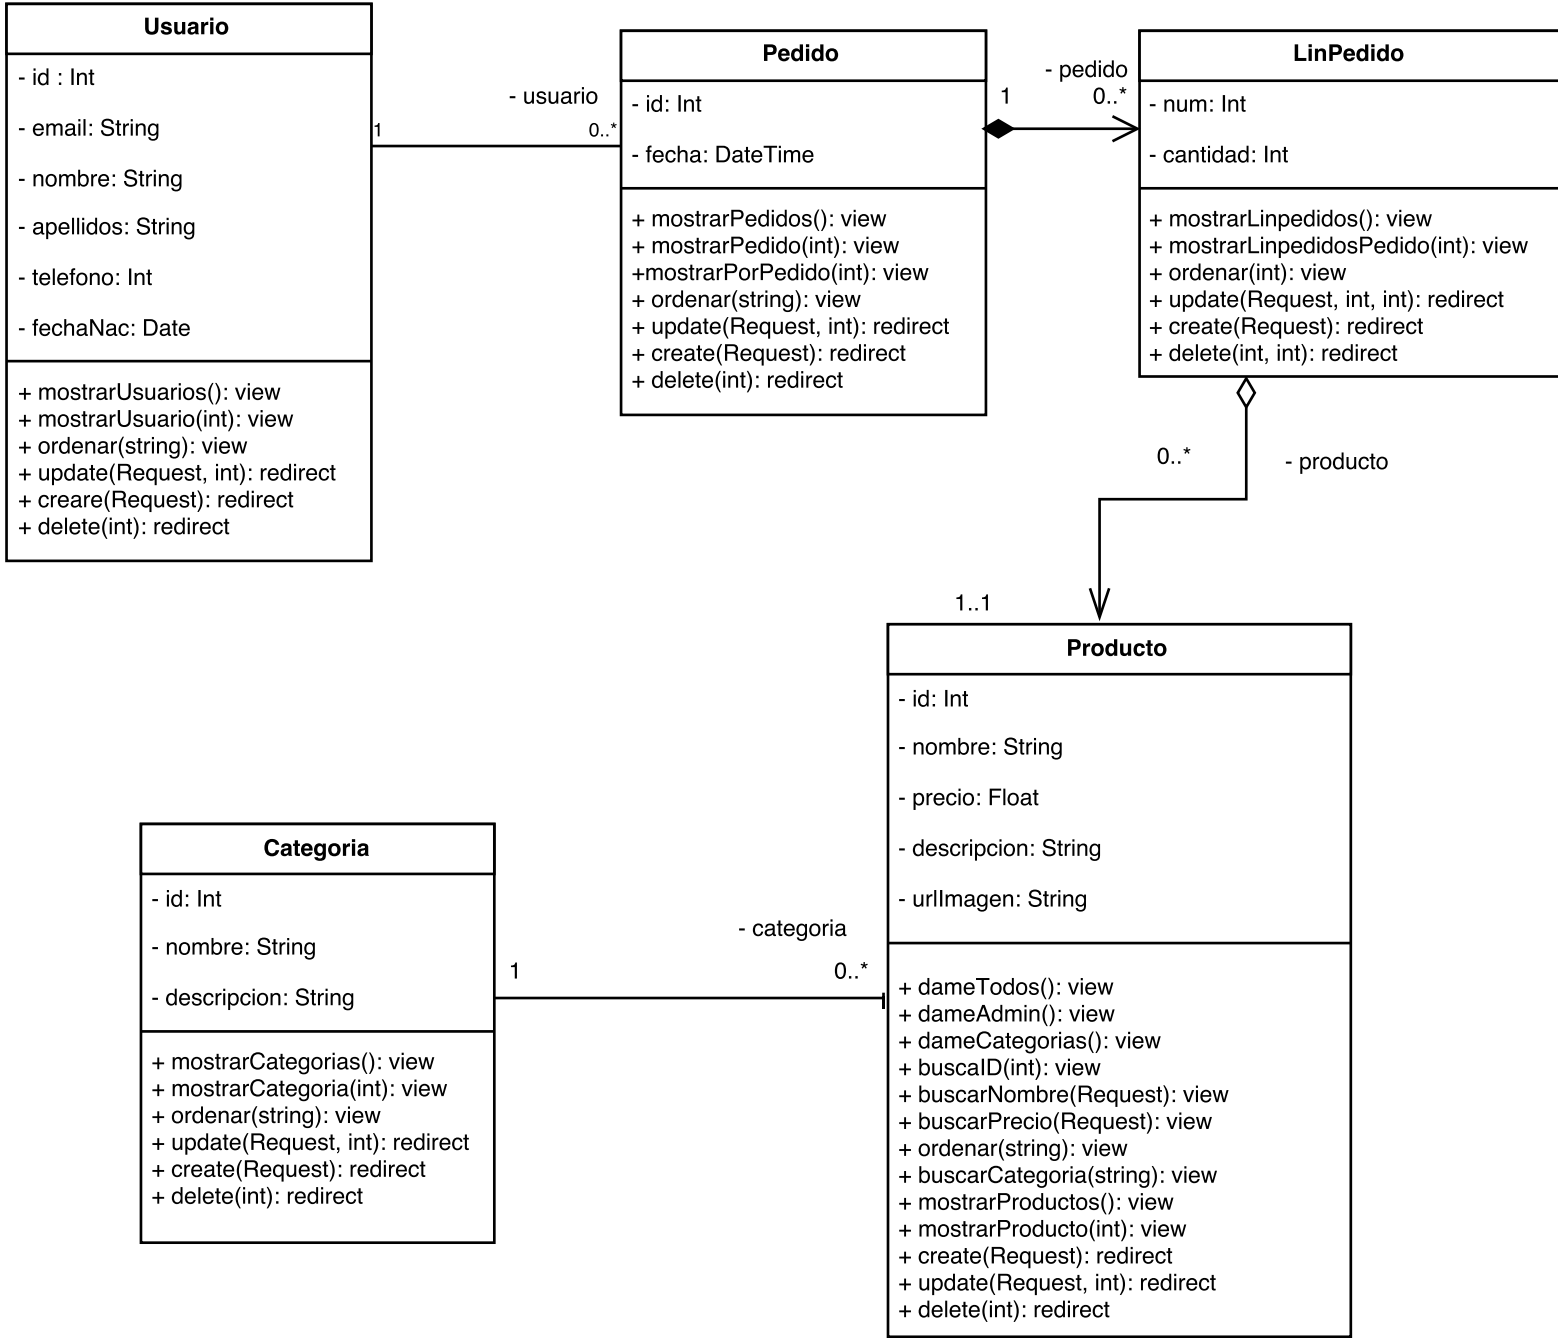 Usuario
- id : Int
- email: String
- nombre: String
- apellidos: String
- telefono: Int
- fechaNac: Date
+ mostrarUsuarios(): view
+ mostrarUsuario(int): view
+ ordenar(string): view
+ update(Request, int): redirect
+ creare(Request): redirect
+ delete(int): redirect
1
- usuario
0..*
Pedido
- id: Int
- fecha: DateTime
+ mostrarPedidos(): view
+ mostrarPedido(int): view
+mostrarPorPedido(int): view
+ ordenar(string): view
+ update(Request, int): redirect
+ create(Request): redirect
+ delete(int): redirect
1
- pedido
0..*
LinPedido
- num: Int
- cantidad: Int
+ mostrarLinpedidos(): view
+ mostrarLinpedidosPedido(int): view
+ ordenar(int): view
+ update(Request, int, int): redirect
+ create(Request): redirect
+ delete(int, int): redirect
0..*
- producto
1..1
Producto
- id: Int
- nombre: String
- precio: Float
- descripcion: String
- urlImagen: String
+ dameTodos(): view
+ dameAdmin(): view
+ dameCategorias(): view
+ buscaID(int): view
+ buscarNombre(Request): view
+ buscarPrecio(Request): view
+ ordenar(string): view
+ buscarCategoria(string): view
+ mostrarProductos(): view
+ mostrarProducto(int): view
+ create(Request): redirect
+ update(Request, int): redirect
+ delete(int): redirect
Categoria
- id: Int
- nombre: String
- descripcion: String
+ mostrarCategorias(): view
+ mostrarCategoria(int): view
+ ordenar(string): view
+ update(Request, int): redirect
+ create(Request): redirect
+ delete(int): redirect
1
- categoria
0..*